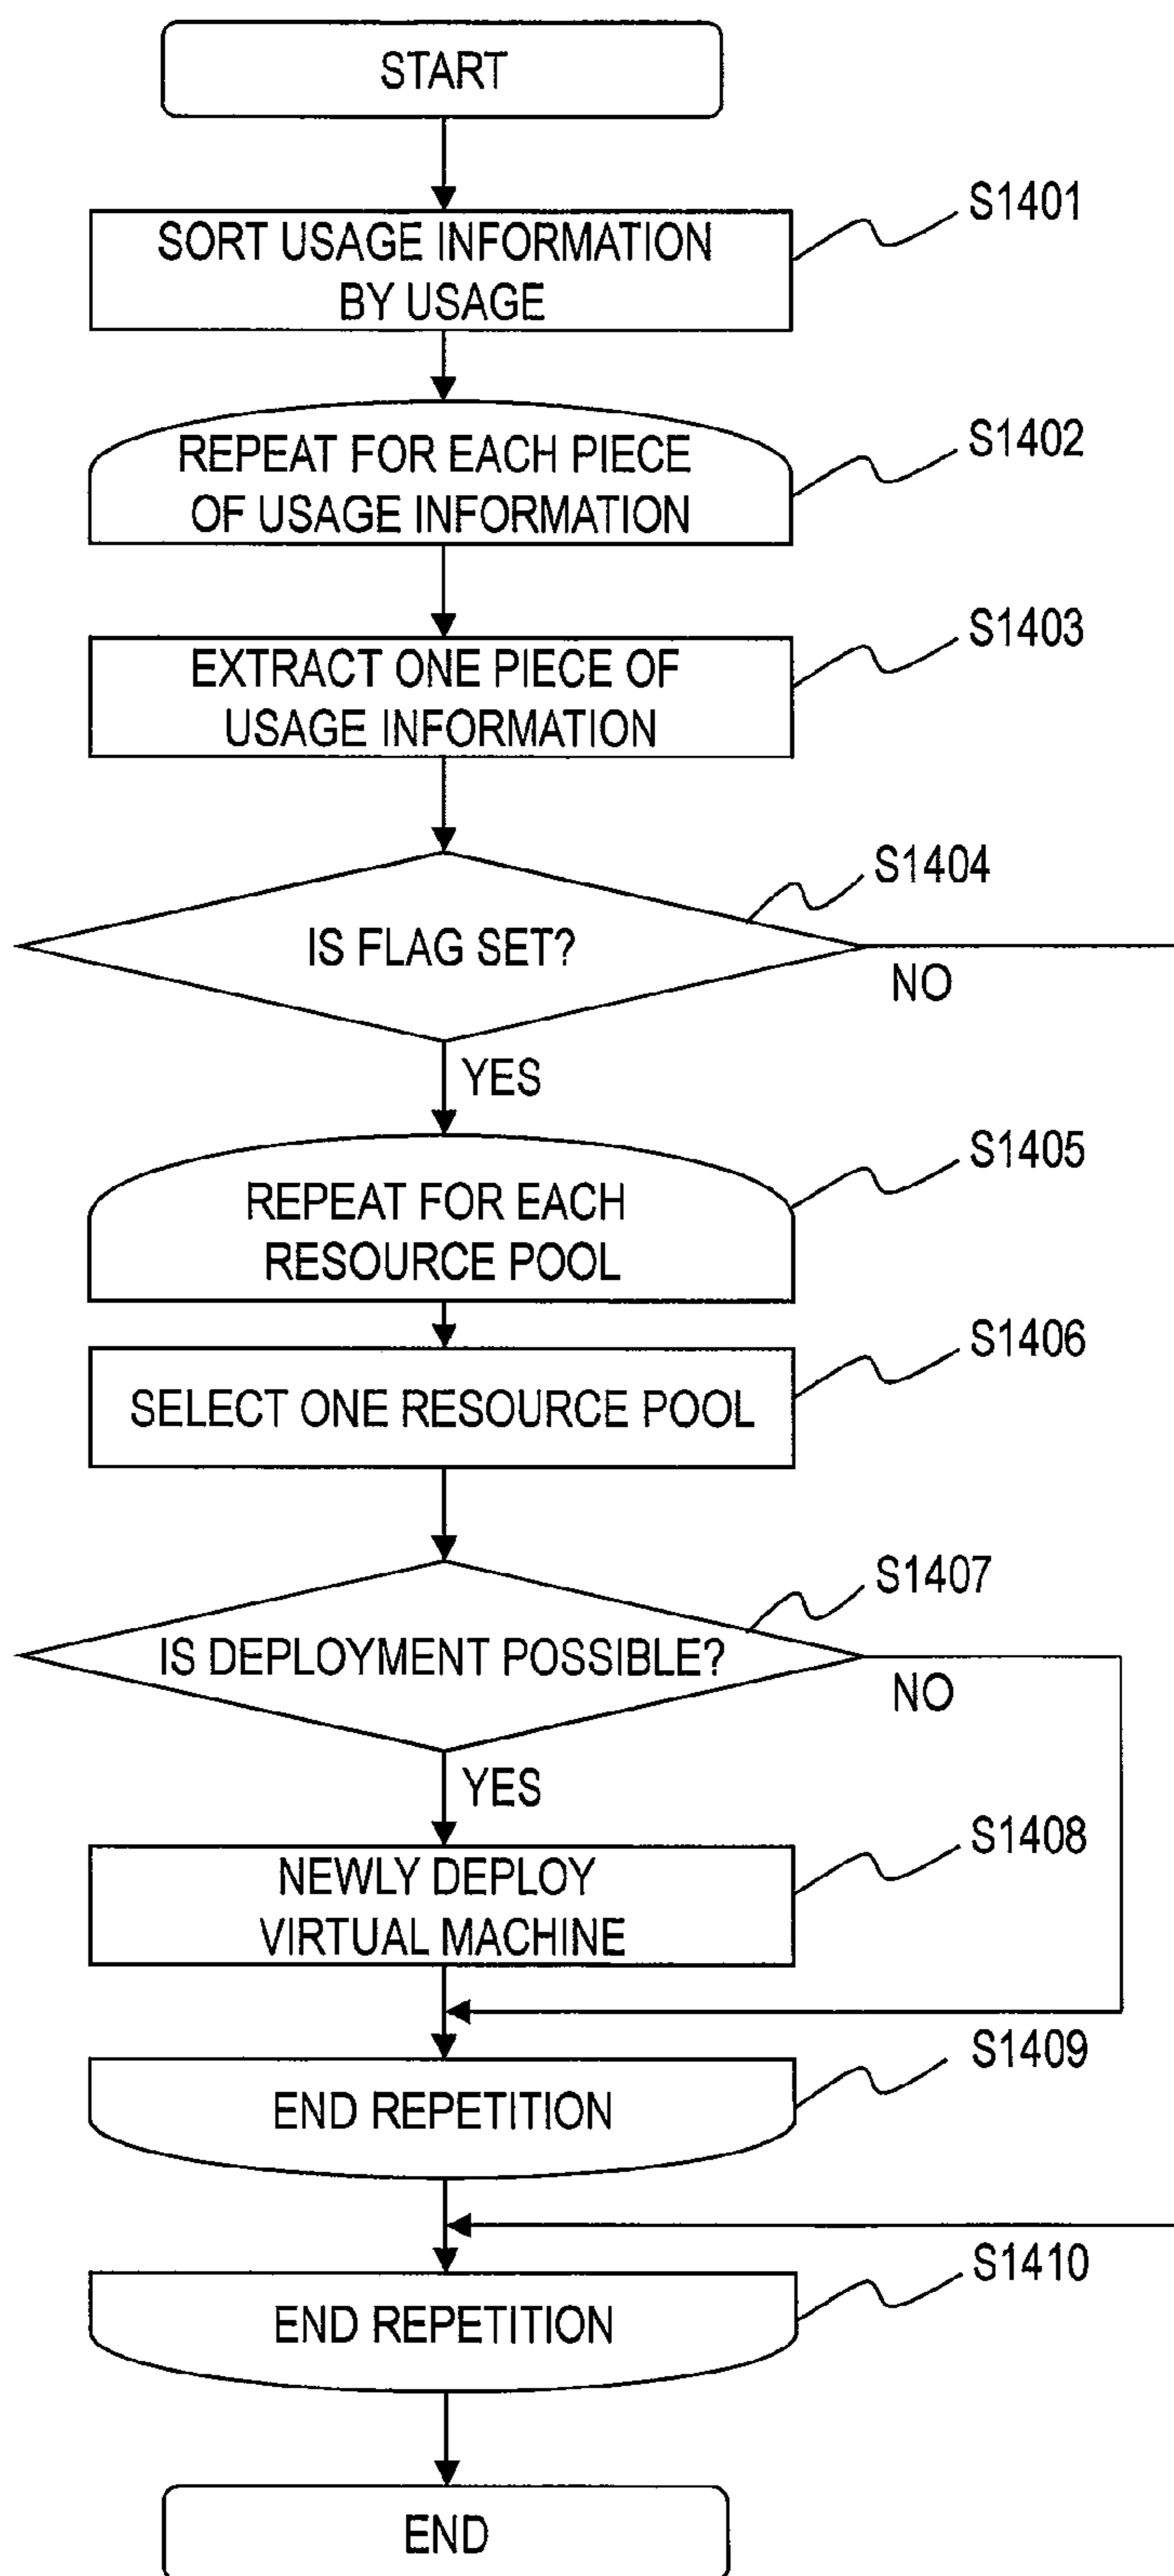 START
S1401
SORT USAGE INFORMATION
BY USAGE
S1402
REPEAT FOR EACH PIECE
OF USAGE INFORMATION
S1403
EXTRACT ONE PIECE OF
USAGE INFORMATION
S1404
IS FLAG SET?
NO
YES
S1405
REPEAT FOR EACH
RESOURCE POOL
S1406
SELECT ONE RESOURCE POOL
S1407
IS DEPLOYMENT POSSIBLE?
NO
YES
S1408
NEWLY DEPLOY
VIRTUAL MACHINE
S1409
END REPETITION
S1410
END REPETITION
END